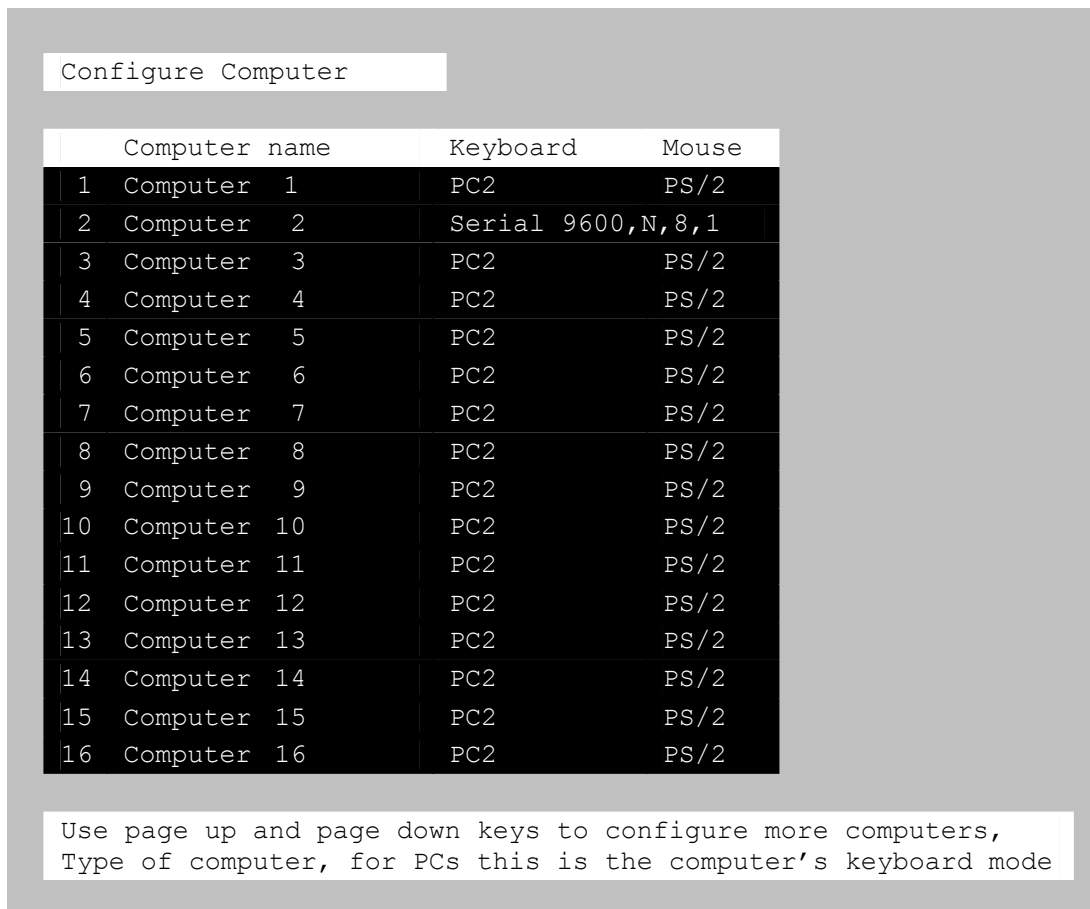 Configure Computer
Computer name Keyboard Mouse
1 Computer 1 PC2 PS/2
2 Computer 2 Serial 9600,N,8,1
3 Computer 3 PC2 PS/2
4 Computer 4 PC2 PS/2
5 Computer 5 PC2 PS/2
6 Computer 6 PC2 PS/2
7 Computer 7 PC2 PS/2
8 Computer 8 PC2 PS/2
9 Computer 9 PC2 PS/2
10 Computer 10 PC2 PS/2
11 Computer 11 PC2 PS/2
12 Computer 12 PC2 PS/2
13 Computer 13 PC2 PS/2
14 Computer 14 PC2 PS/2
15 Computer 15 PC2 PS/2
16 Computer 16 PC2 PS/2
Use page up and page down keys to configure more computers,
Type of computer, for PCs this is the computer’s keyboard mode